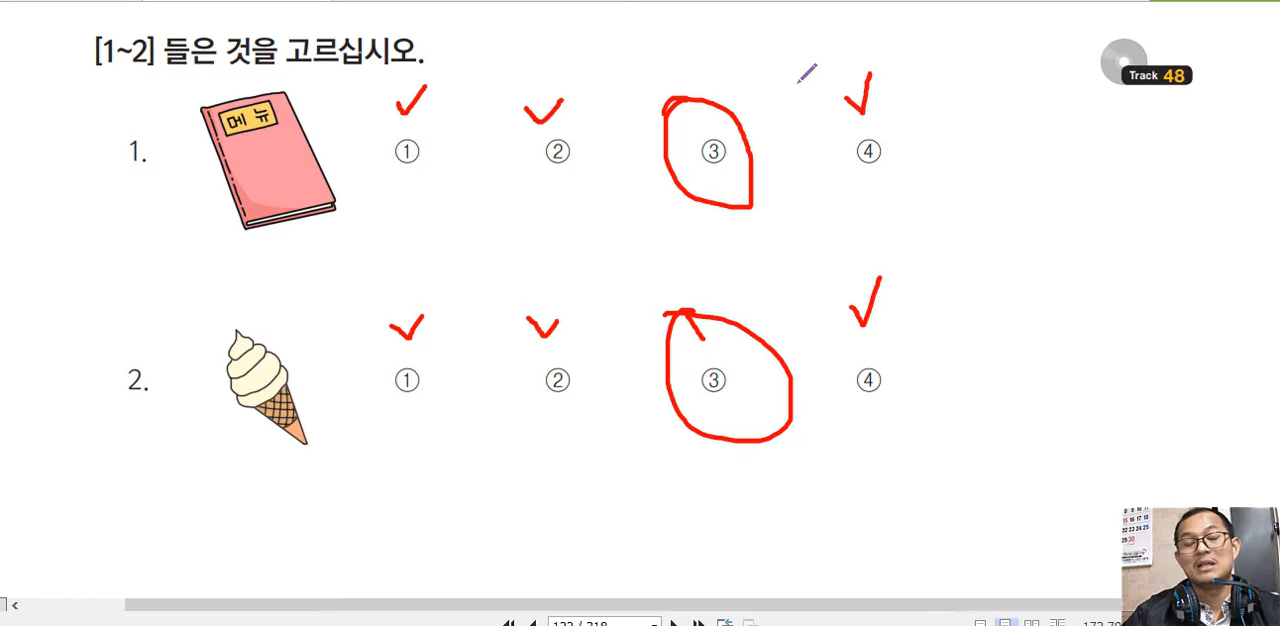 [1~2] 들은 것을 고르십시오.
Track 48
메뉴
1. ① ② ③ ④
2. ① ② ③ ④